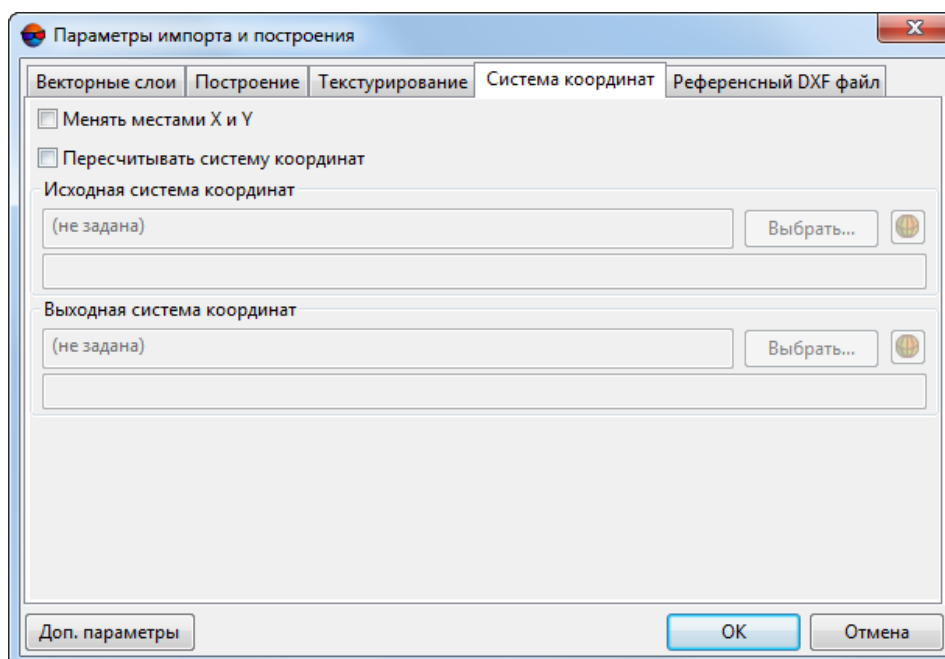 Параметры импорта и построения
Векторные слои Построение Текстурирование Система координат Референсный DXF файл
Менять местами X и Y
Пересчитывать систему координат
Исходная система координат
(не задана) Выбрать...
Выходная система координат
(не задана) Выбрать...
Доп. параметры OK Отмена